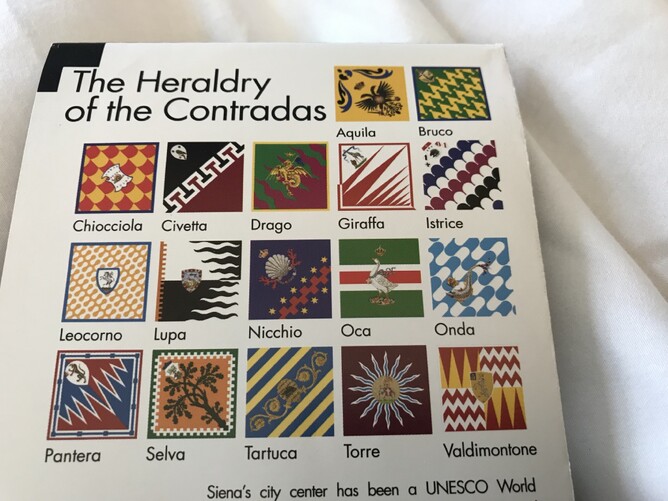 The Heraldry
of the Contradas
Aquila Bruco
Chiocciola Civetta Drago Giraffa Istrice
Leocorno Lupa Nicchio Oca Onda
Pantera Selva Tartuca Torre Valdimontone
Siena's city center has been a UNESCO World